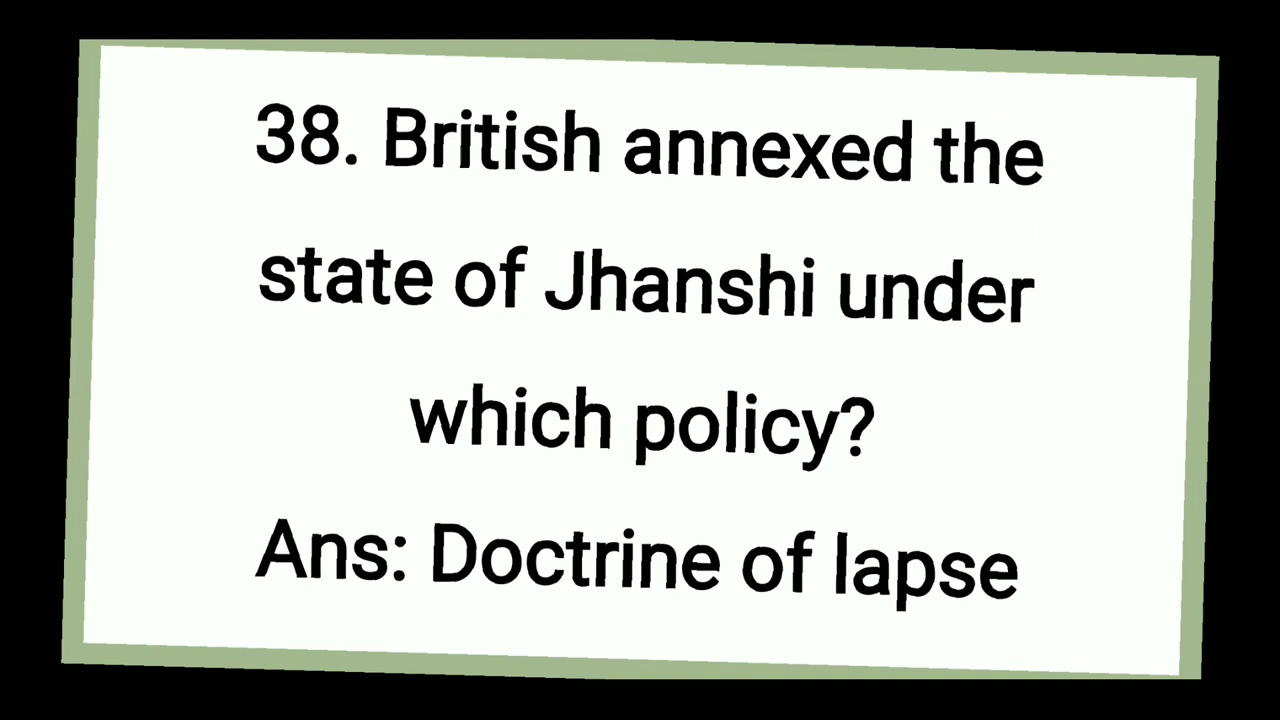 38. British annexed the
state of Jhanshi under
which policy?
Ans: Doctrine of lapse